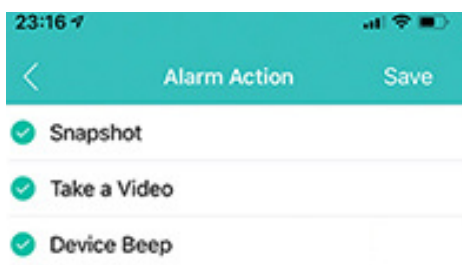 23:16
Alarm Action Save
Snapshot
Take a Video
Device Beep